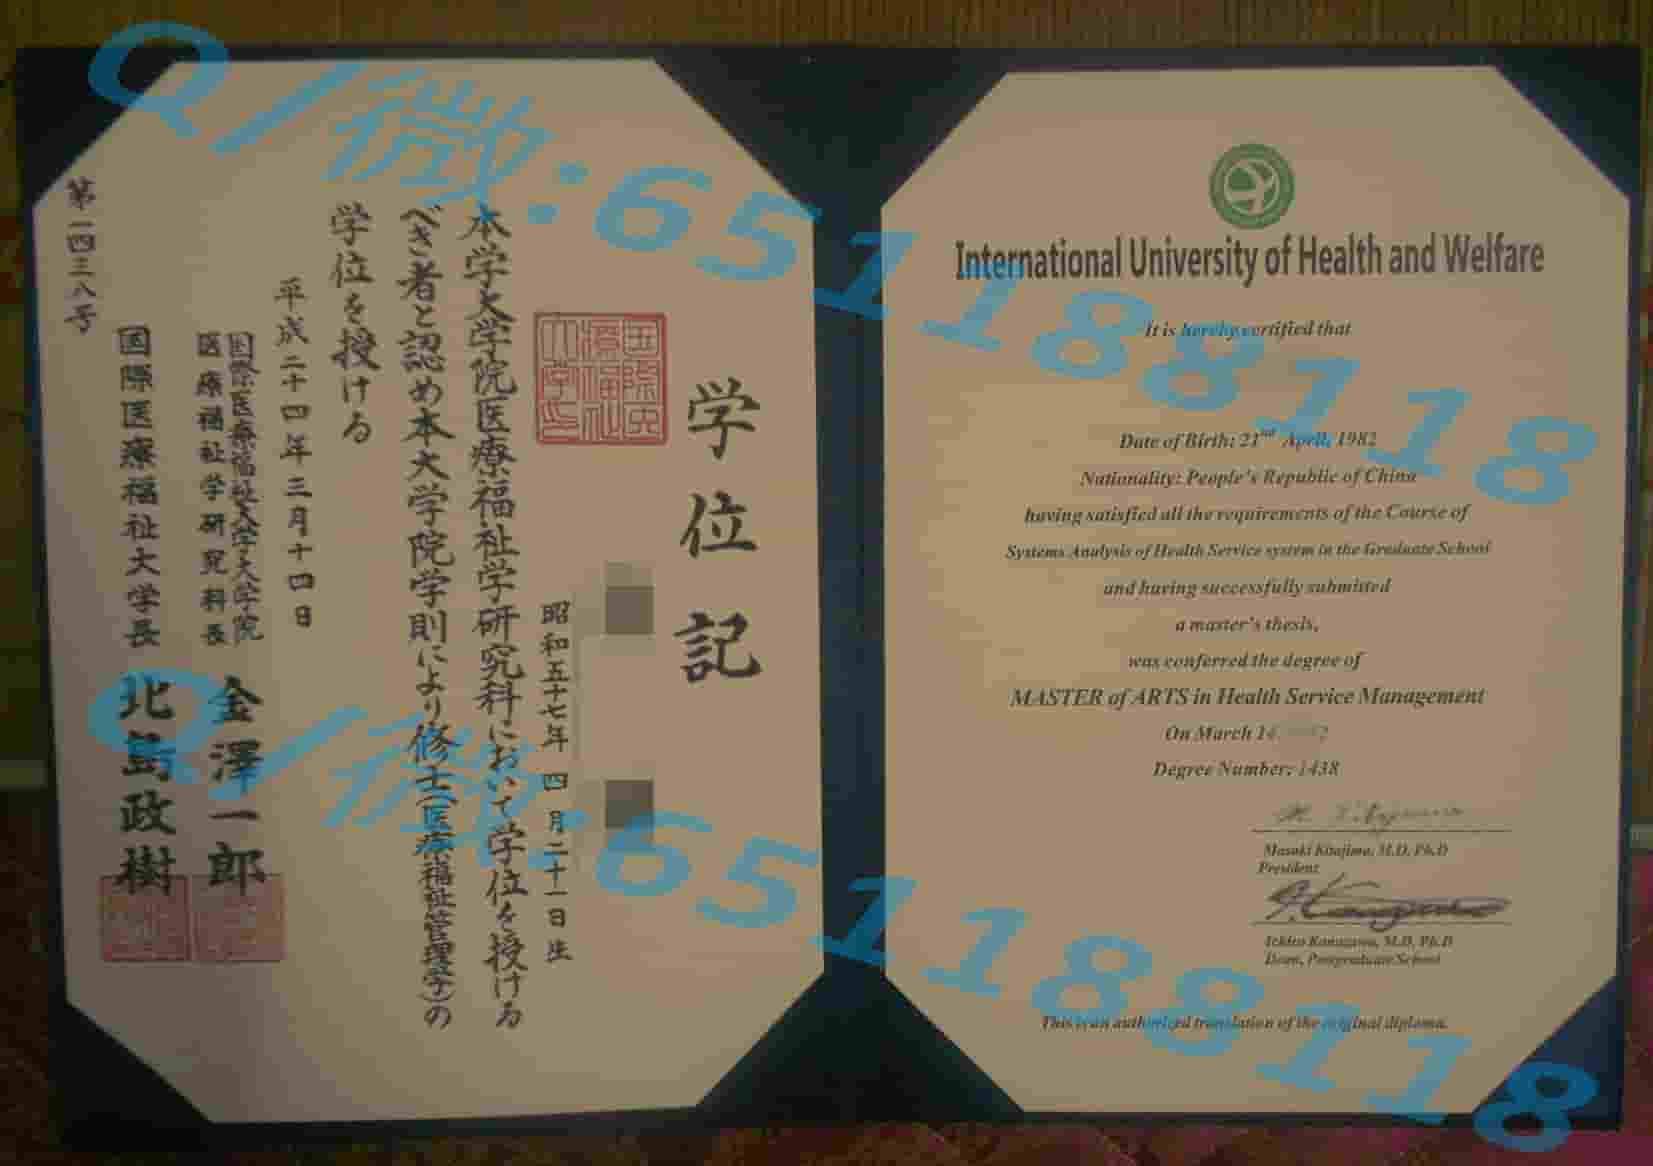 学位記
昭和五十七年四月二十一日生
本学大学院医療福祉学研究科において学位を授ける
べき者と認め本大学院学則により修士(医療福祉管理学)の
学位を授ける
平成二十四年三月十四日
国際医療福祉大学大学院
医療福祉学研究科長 金澤一郎
国際医療福祉大学長 北島政樹
第一四三八号
International University of Health and Welfare
It is hereby certified that
Date of Birth: 21nd April, 1982
Nationality: People's Republic of China
having satisfied all the requirements of the Course of
Systems Analysis of Health Service system in the Graduate School
and having successfully submitted
a master's thesis,
was conferred the degree of
MASTER of ARTS in Health Service Management
On March 14
Degree Number: 1438
Masaki Kitajima, M.D, Ph.D
President
Ichiro Kanazawa, M.D, Ph.D
Dean, Postgraduate School
This is an authorized translation of the original diploma.
Q/微:651188118
Q/微:651188118